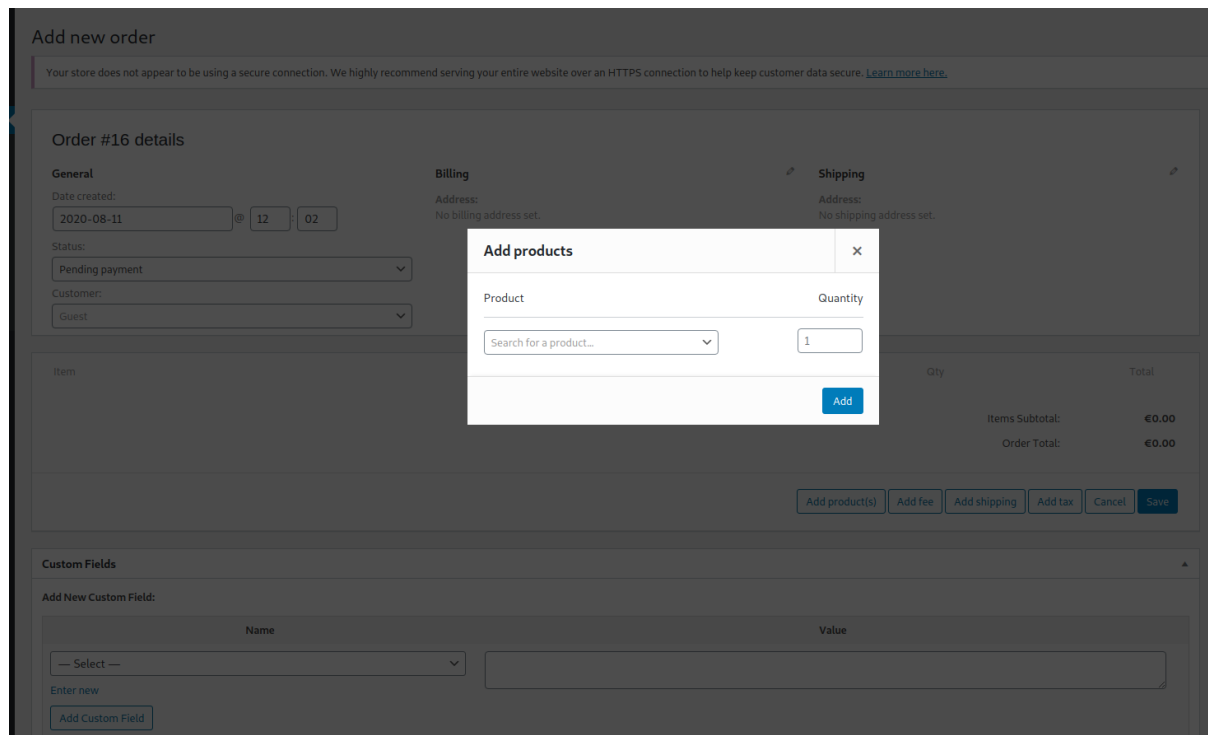 Add new order
Your store does not appear to be using a secure connection. We highly recommend serving your entire website over an HTTPS connection to help keep customer data secure. Learn more here.
Order #16 details
General
Date created:
2020-08-11 @ 12 : 02
Status:
Pending payment
Customer:
Guest
Billing
Address:
No billing address set.
Shipping
Address:
No shipping address set.
Add products ×
Product Quantity
Search for a product... 1
Add
Item Qty Total
Items Subtotal: €0.00
Order Total: €0.00
Add product(s) Add fee Add shipping Add tax Cancel Save
Custom Fields
Add New Custom Field:
Name Value
— Select —
Enter new
Add Custom Field